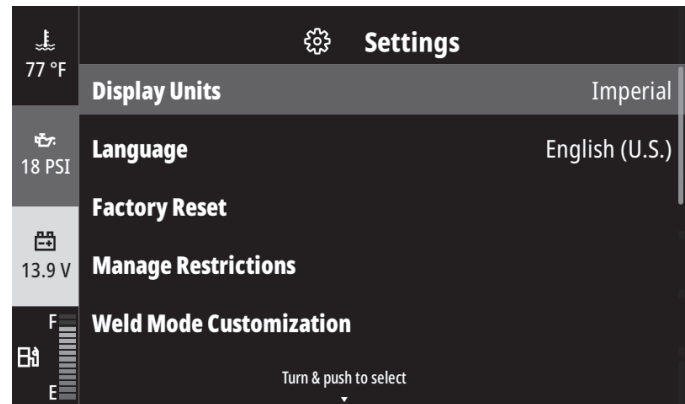 Settings
77 °F
Display Units Imperial
Language English (U.S.)
18 PSI
Factory Reset
Manage Restrictions
13.9 V
Weld Mode Customization
F
E
Turn & push to select